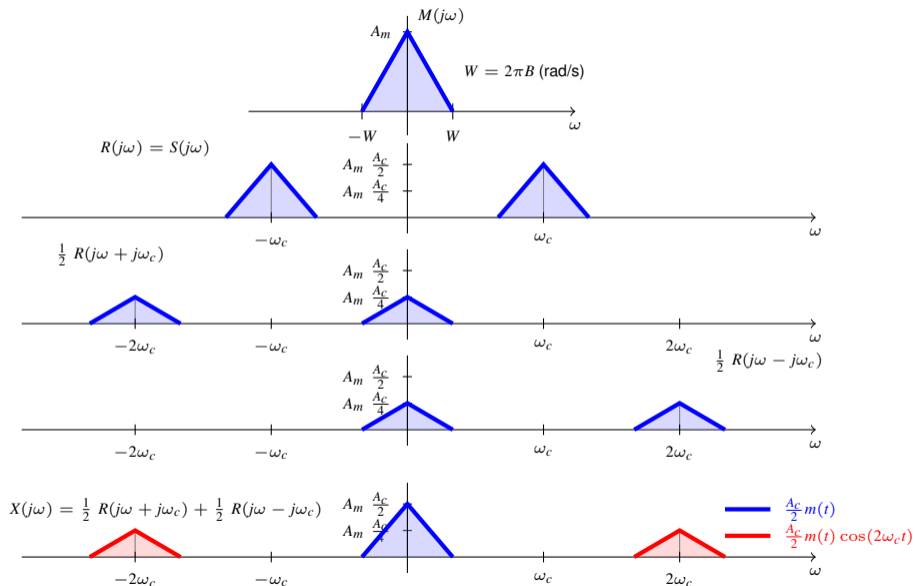 M(jω)
A_m
W = 2πB (rad/s)
−W W ω
R(jω) = S(jω)
A_m A_c/2
A_m A_c/4
−ω_c ω_c ω
1/2 R(jω + jω_c)
A_m A_c/2
A_m A_c/4
−2ω_c −ω_c ω_c 2ω_c ω
1/2 R(jω − jω_c)
A_m A_c/2
A_m A_c/4
−2ω_c −ω_c ω_c 2ω_c ω
X(jω) = 1/2 R(jω + jω_c) + 1/2 R(jω − jω_c)
A_m A_c/2
A_m A_c/4
A_c/2 m(t)
A_c/2 m(t) cos(2ω_c t)
−2ω_c −ω_c ω_c 2ω_c ω